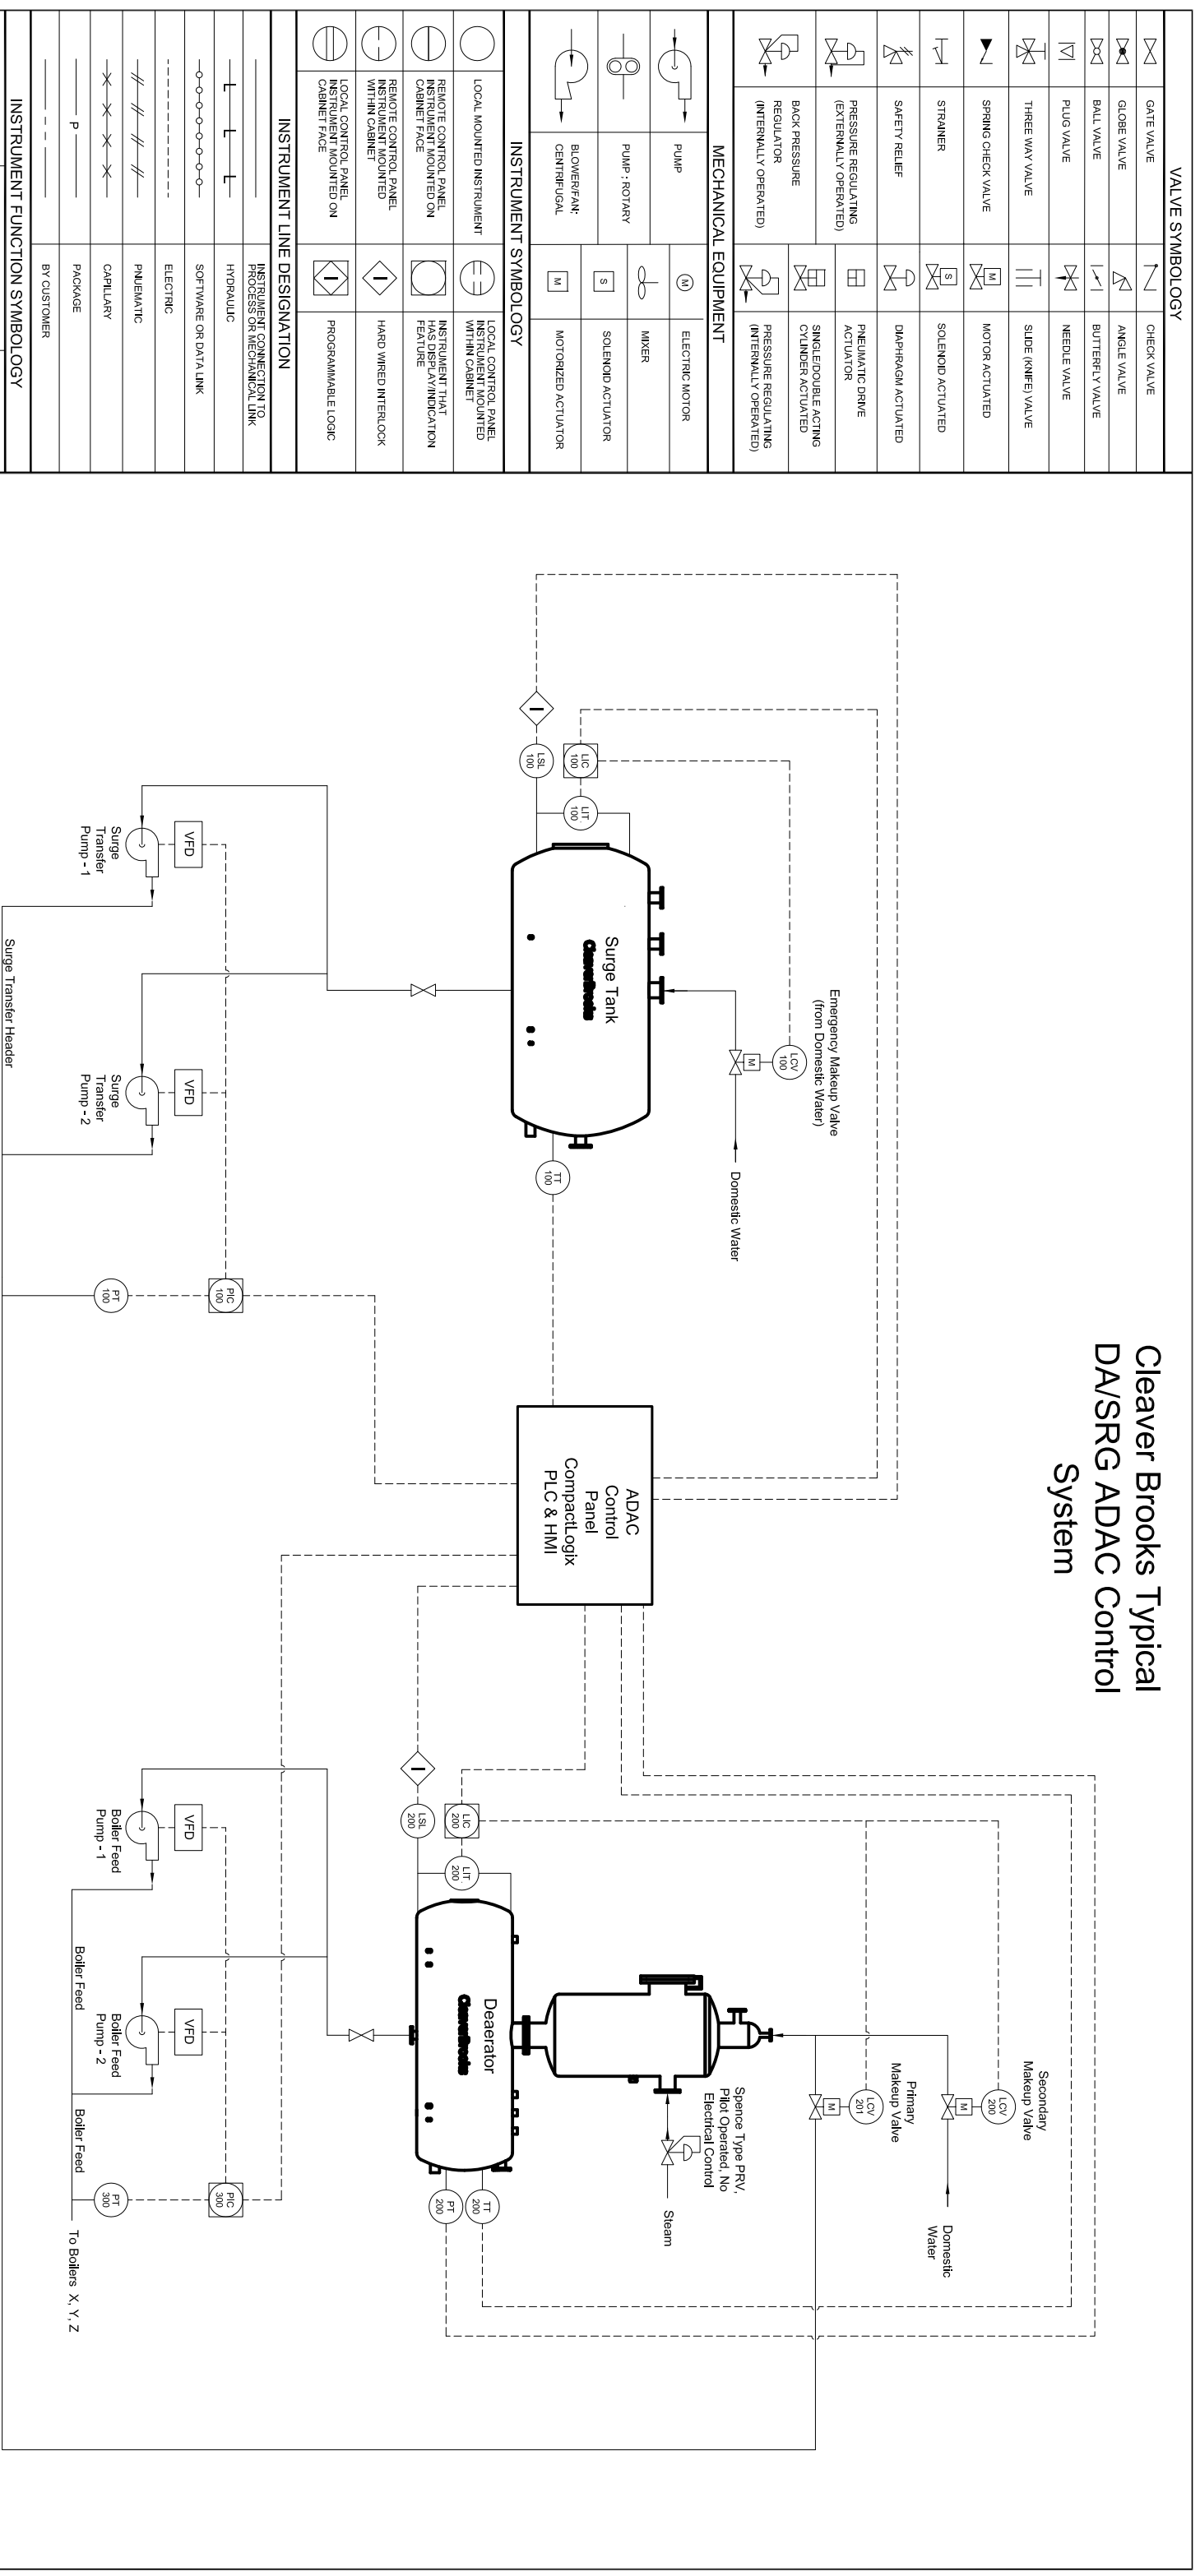 VALVE SYMBOLOGY
GATE VALVE
CHECK VALVE
GLOBE VALVE
ANGLE VALVE
BALL VALVE
BUTTERFLY VALVE
PLUG VALVE
NEEDLE VALVE
THREE WAY VALVE
SLIDE (KNIFE) VALVE
SPRING CHECK VALVE
M
MOTOR ACTUATED
STRAINER
S
SOLENOID ACTUATED
SAFETY RELIEF
DIAPHRAGM ACTUATED
PRESSURE REGULATING
(EXTERNALLY OPERATED)
PNEUMATIC DRIVE
ACTUATOR
SINGLE/DOUBLE ACTING
CYLINDER ACTUATED
BACK PRESSURE
REGULATOR
(INTERNALLY OPERATED)
PRESSURE REGULATING
(INTERNALLY OPERATED)
MECHANICAL EQUIPMENT
PUMP
M
ELECTRIC MOTOR
PUMP ; ROTARY
MIXER
S
SOLENOID ACTUATOR
BLOWER/FAN;
CENTRIFUGAL
M
MOTORIZED ACTUATOR
INSTRUMENT SYMBOLOGY
LOCAL MOUNTED INSTRUMENT
LOCAL CONTROL PANEL
INSTRUMENT MOUNTED
WITHIN CABINET
REMOTE CONTROL PANEL
INSTRUMENT MOUNTED ON
CABINET FACE
INSTRUMENT THAT
HAS DISPLAY/INDICATION
FEATURE
REMOTE CONTROL PANEL
INSTRUMENT MOUNTED
WITHIN CABINET
I
HARD WIRED INTERLOCK
LOCAL CONTROL PANEL
INSTRUMENT MOUNTED ON
CABINET FACE
I
PROGRAMMABLE LOGIC
INSTRUMENT LINE DESIGNATION
INSTRUMENT CONNECTION TO
PROCESS OR MECHANICAL LINK
L L L
HYDRAULIC
SOFTWARE OR DATA LINK
ELECTRIC
PNUEMATIC
CAPILLARY
P
PACKAGE
BY CUSTOMER
INSTRUMENT FUNCTION SYMBOLOGY
Cleaver Brooks Typical
DA/SRG ADAC Control
System
Emergency Makeup Valve
(from Domestic Water)
LCV
100
M
Domestic Water
LIC
100
LIT
100
I
LSL
100
Surge Tank
CleaverBrooks
TT
100
VFD
Surge
Transfer
Pump - 1
VFD
Surge
Transfer
Pump - 2
Surge Transfer Header
PIC
100
PT
100
ADAC
Control
Panel
CompactLogix
PLC & HMI
Secondary
Makeup Valve
LCV
200
M
Domestic
Water
Primary
Makeup Valve
LCV
201
M
Spence Type PRV,
Pilot Operated, No
Electrical Control
Steam
LIC
200
LIT
200
I
LSL
200
Deaerator
CleaverBrooks
TT
200
PT
200
VFD
Boiler Feed
Pump - 1
VFD
Boiler Feed
Pump - 2
Boiler Feed
Boiler Feed
PIC
300
PT
300
To Boilers X, Y, Z